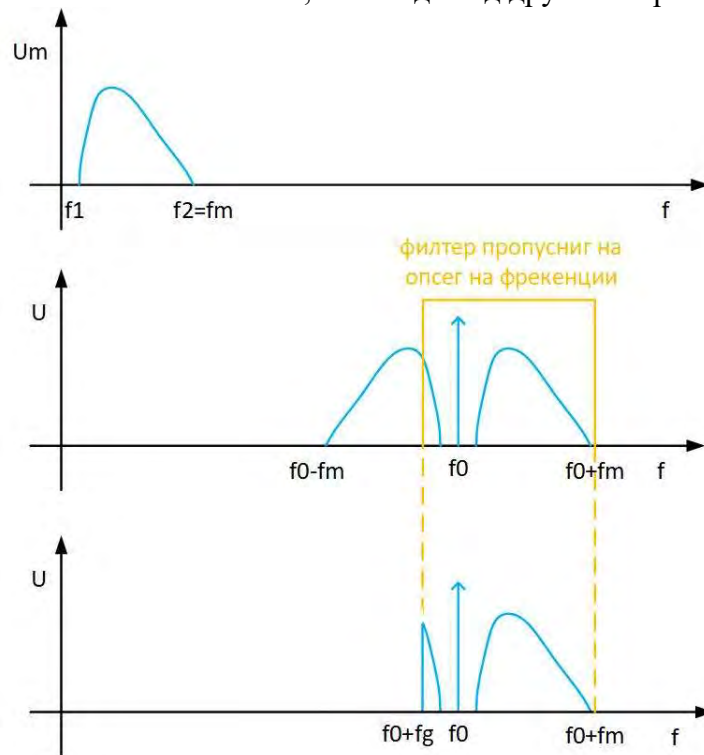 Um
f1 f2=fm f
филтер пропусниг на
опсег на фрекенции
U
f0-fm f0 f0+fm f
U
f0+fg f0 f0+fm f